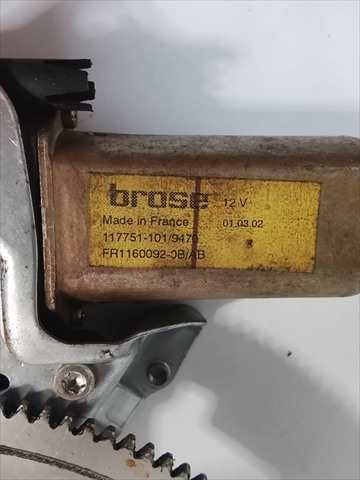 brose 12 V
Made in France 01.03.02
117751-101/9470
FR1160092-0B/AB